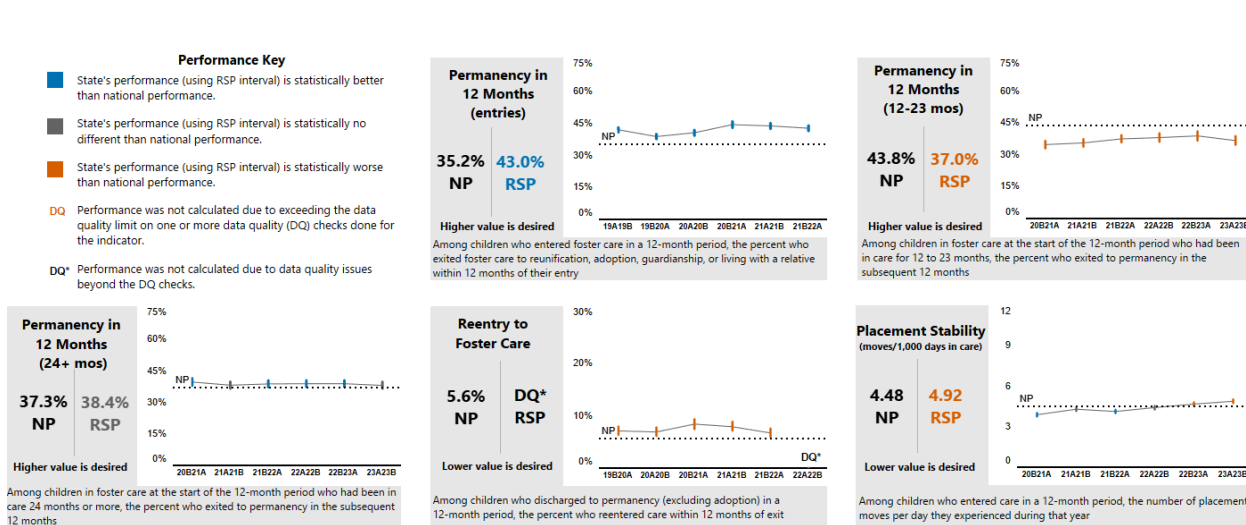 Performance Key
State's performance (using RSP interval) is statistically better
than national performance.
State's performance (using RSP interval) is statistically no
different than national performance.
State's performance (using RSP interval) is statistically worse
than national performance.
DQ Performance was not calculated due to exceeding the data
quality limit on one or more data quality (DQ) checks done for
the indicator.
DQ* Performance was not calculated due to data quality issues
beyond the DQ checks.
Permanency in
12 Months
(entries)
35.2% 43.0%
NP RSP
Higher value is desired
75%
60%
45%
NP
30%
15%
0%
19A19B 19B20A 20A20B 20B21A 21A21B 21B22A
Among children who entered foster care in a 12-month period, the percent who
exited foster care to reunification, adoption, guardianship, or living with a relative
within 12 months of their entry
Permanency in
12 Months
(12-23 mos)
43.8% 37.0%
NP RSP
Higher value is desired
75%
60%
45%
NP
30%
15%
0%
20B21A 21A21B 21B22A 22A22B 22B23A 23A23B
Among children in foster care at the start of the 12-month period who had been
in care for 12 to 23 months, the percent who exited to permanency in the
subsequent 12 months
Permanency in
12 Months
(24+ mos)
37.3% 38.4%
NP RSP
Higher value is desired
75%
60%
45%
NP
30%
15%
0%
20B21A 21A21B 21B22A 22A22B 22B23A 23A23B
Among children in foster care at the start of the 12-month period who had been in
care 24 months or more, the percent who exited to permanency in the subsequent
12 months
Reentry to
Foster Care
5.6% DQ*
NP RSP
Lower value is desired
30%
20%
10%
NP
0%
DQ*
19B20A 20A20B 20B21A 21A21B 21B22A 22A22B
Among children who discharged to permanency (excluding adoption) in a
12-month period, the percent who reentered care within 12 months of exit
Placement Stability
(moves/1,000 days in care)
4.48 4.92
NP RSP
Lower value is desired
12
9
6
NP
3
0
20B21A 21A21B 21B22A 22A22B 22B23A 23A23B
Among children who entered care in a 12-month period, the number of placement
moves per day they experienced during that year